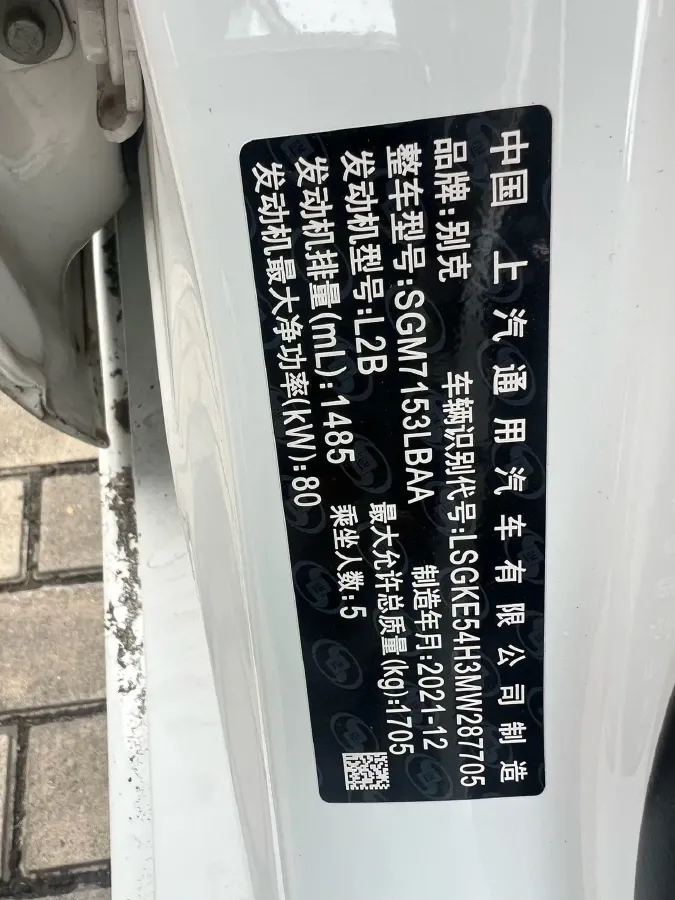 中国 上汽通用汽车有限公司制造
品牌:别克 车辆识别代号:LSGKE54H3MW287705
整车型号:SGM7153LBAA 制造年月:2021-12
发动机型号:L2B 最大允许总质量(kg):1705
发动机排量(mL):1485 乘坐人数:5
发动机最大净功率(kW):80